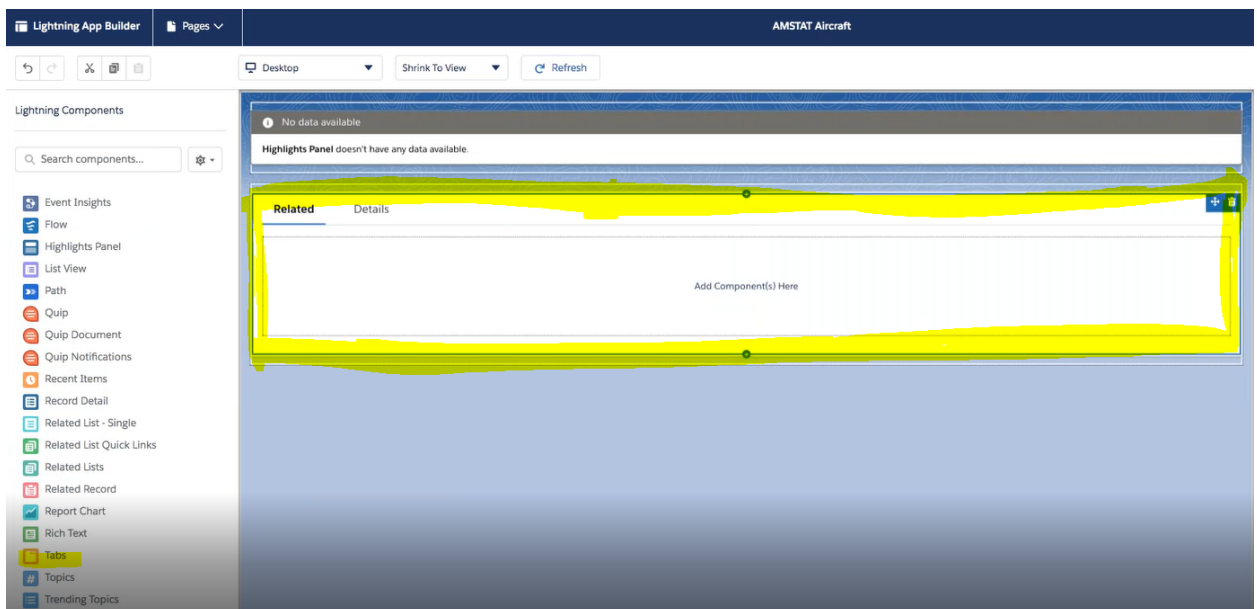 Lightning App Builder
Pages
AMSTAT Aircraft
Desktop
Shrink To View
Refresh
Lightning Components
Search components...
Event Insights
Flow
Highlights Panel
List View
Path
Quip
Quip Document
Quip Notifications
Recent Items
Record Detail
Related List - Single
Related List Quick Links
Related Lists
Related Record
Report Chart
Rich Text
Tabs
Topics
Trending Topics
No data available
Highlights Panel doesn't have any data available.
Related Details
Add Component(s) Here